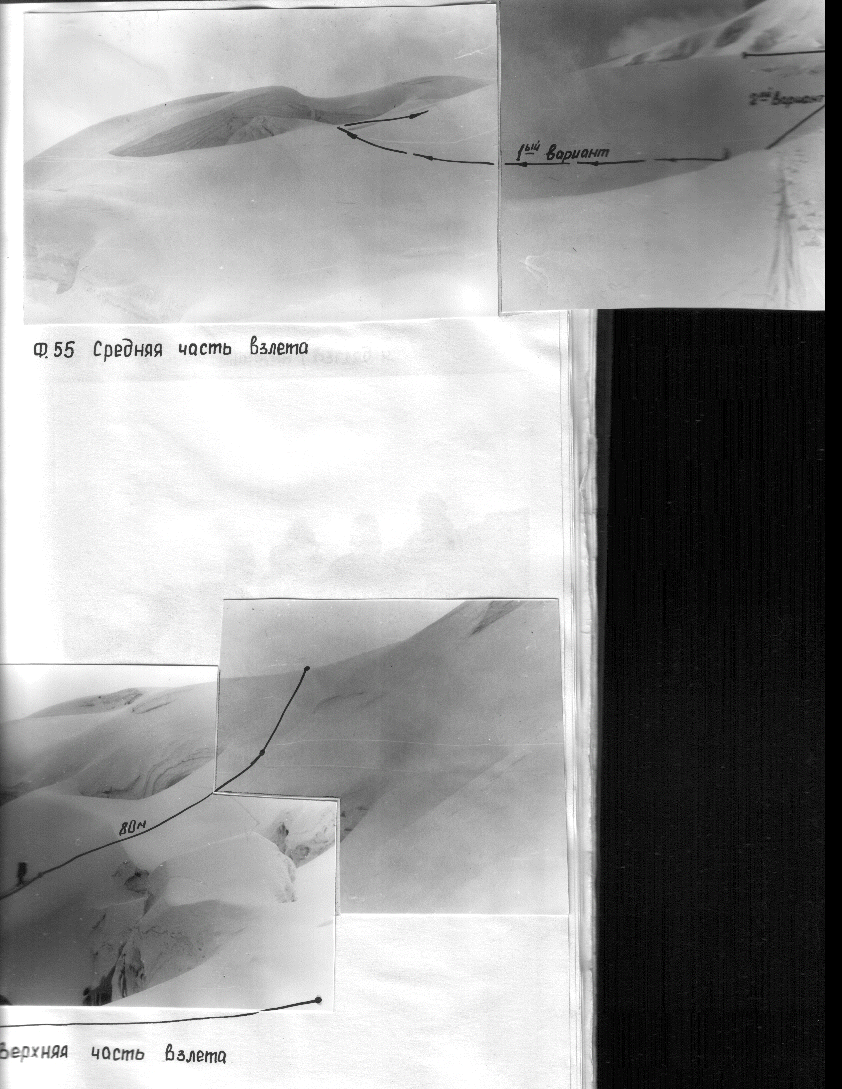 2ой вариант
1ый вариант
Ф.55 Средняя часть взлета
80м
Верхняя часть взлета